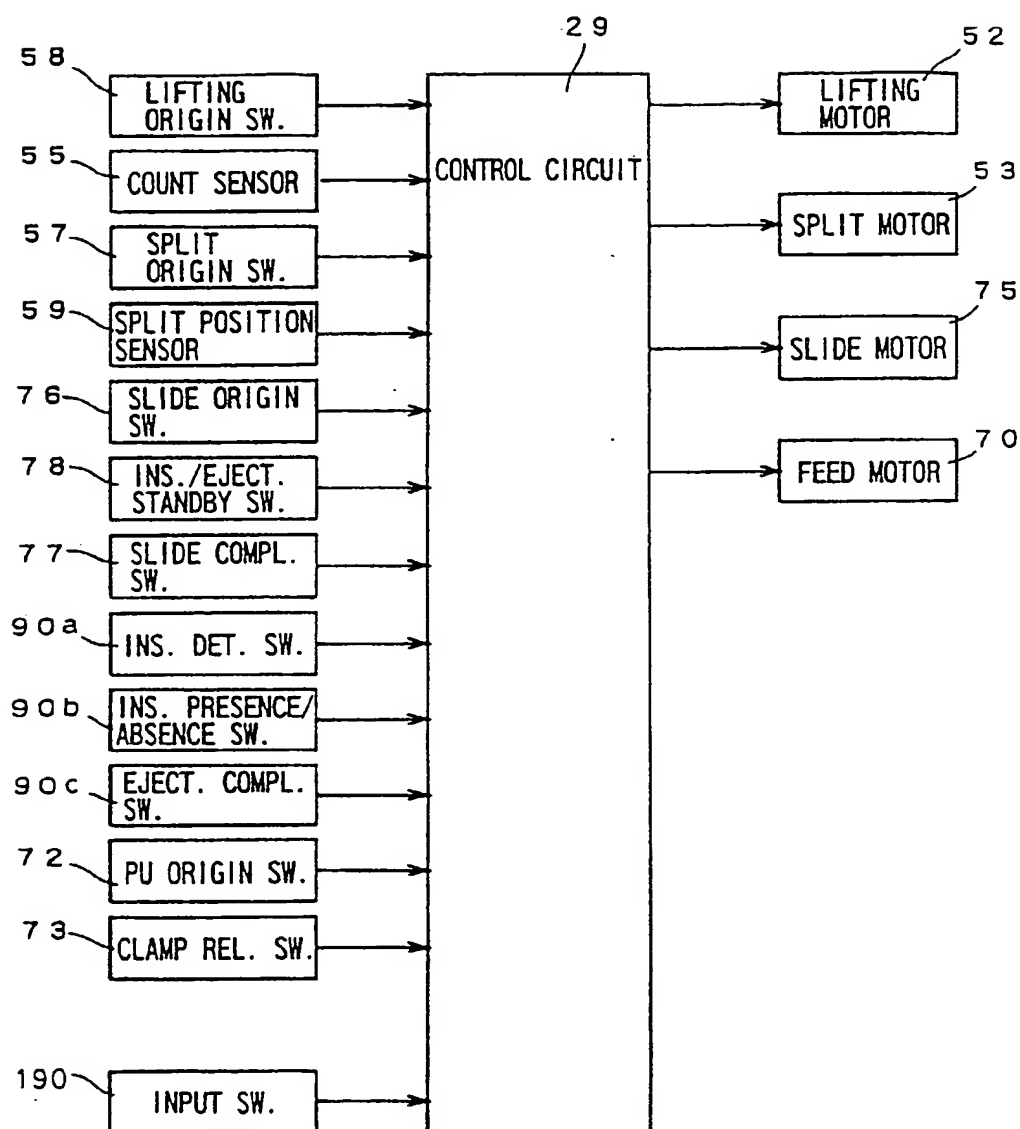 29
58
LIFTING
ORIGIN SW.
52
LIFTING
MOTOR
55
COUNT SENSOR
CONTROL CIRCUIT
53
SPLIT MOTOR
57
SPLIT
ORIGIN SW.
59
SPLIT POSITION
SENSOR
75
SLIDE MOTOR
76
SLIDE ORIGIN
SW.
70
FEED MOTOR
78
INS./EJECT.
STANDBY SW.
77
SLIDE COMPL.
SW.
90a
INS. DET. SW.
90b
INS. PRESENCE/
ABSENCE SW.
90c
EJECT. COMPL.
SW.
72
PU ORIGIN SW.
73
CLAMP REL. SW.
190
INPUT SW.